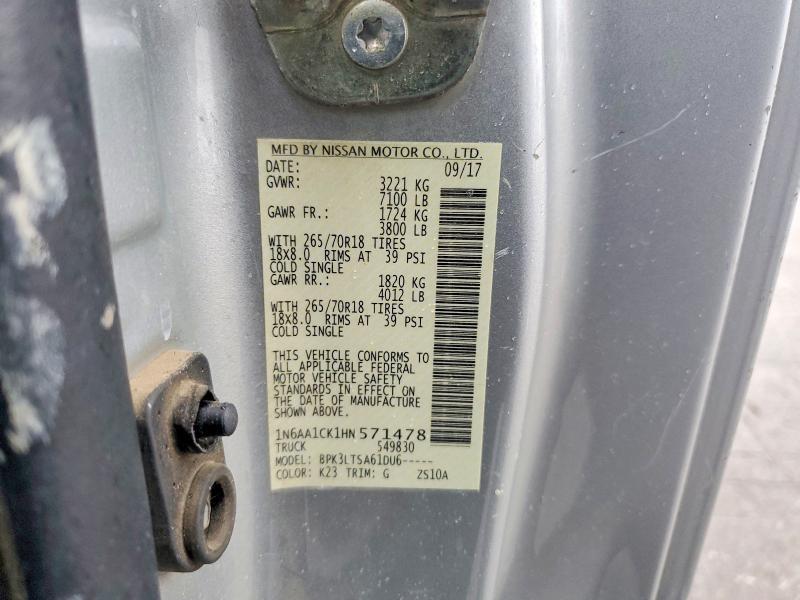 MFD BY NISSAN MOTOR CO., LTD.
DATE: 09/17
GVWR: 3221 KG
7100 LB
GAWR FR.: 1724 KG
3800 LB
WITH 265/70R18 TIRES
18X8.0 RIMS AT 39 PSI
COLD SINGLE
GAWR RR.: 1820 KG
4012 LB
WITH 265/70R18 TIRES
18X8.0 RIMS AT 39 PSI
COLD SINGLE
THIS VEHICLE CONFORMS TO
ALL APPLICABLE FEDERAL
MOTOR VEHICLE SAFETY
STANDARDS IN EFFECT ON
THE DATE OF MANUFACTURE
SHOWN ABOVE.
1N6AA1CK1HN571478
TRUCK 549830
MODEL: BPK3LTSA61DU6-----
COLOR: K23 TRIM: G ZS10A